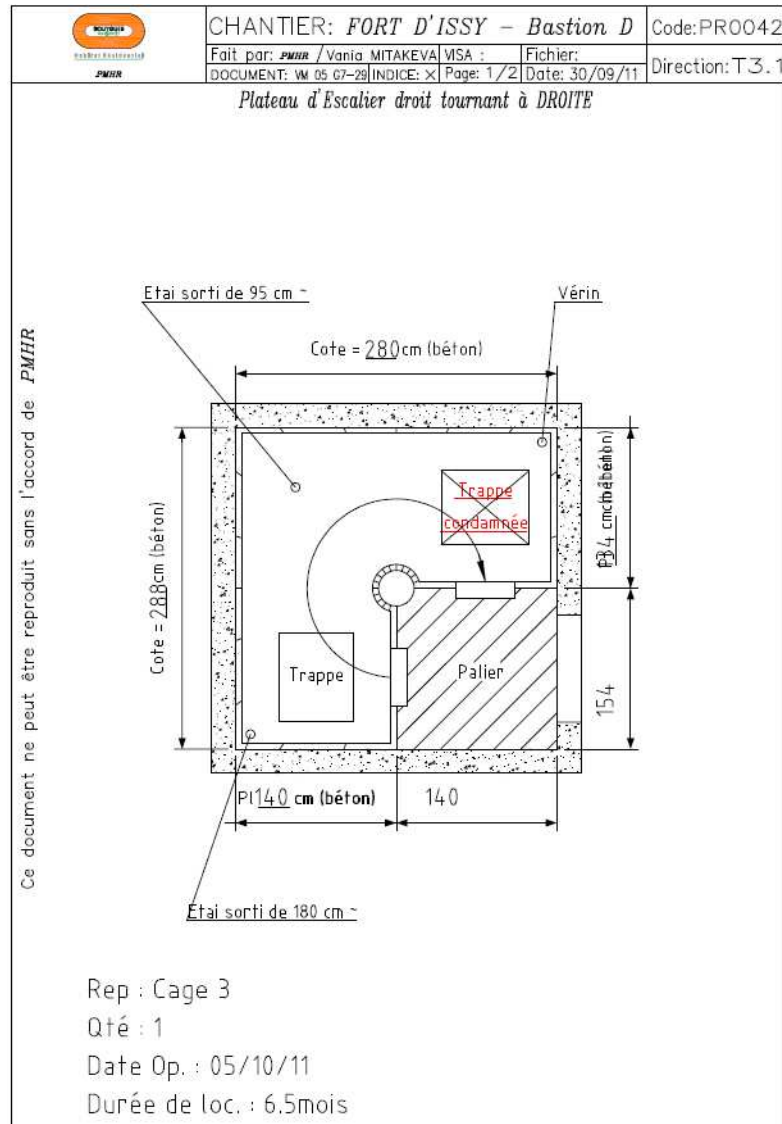 PMHR
CHANTIER: FORT D'ISSY - Bastion D
Code:PR0042
Fait par: PMHR / Vania MITAKEVA
VISA :
Fichier:
DOCUMENT: VM 05 G7-29
INDICE: X
Page: 1/2
Date: 30/09/11
Direction:T3.1
Plateau d'Escalier droit tournant à DROITE
Etai sorti de 95 cm ~
Vérin
Cote = 280cm (béton)
Trappe
condamnée
Cote = 288cm (béton)
Trappe
Palier
154
Pl140 cm (béton)
140
Etai sorti de 180 cm ~
Ce document ne peut être reproduit sans l'accord de PMHR
Rep : Cage 3
Qté : 1
Date Op. : 05/10/11
Durée de loc. : 6.5mois